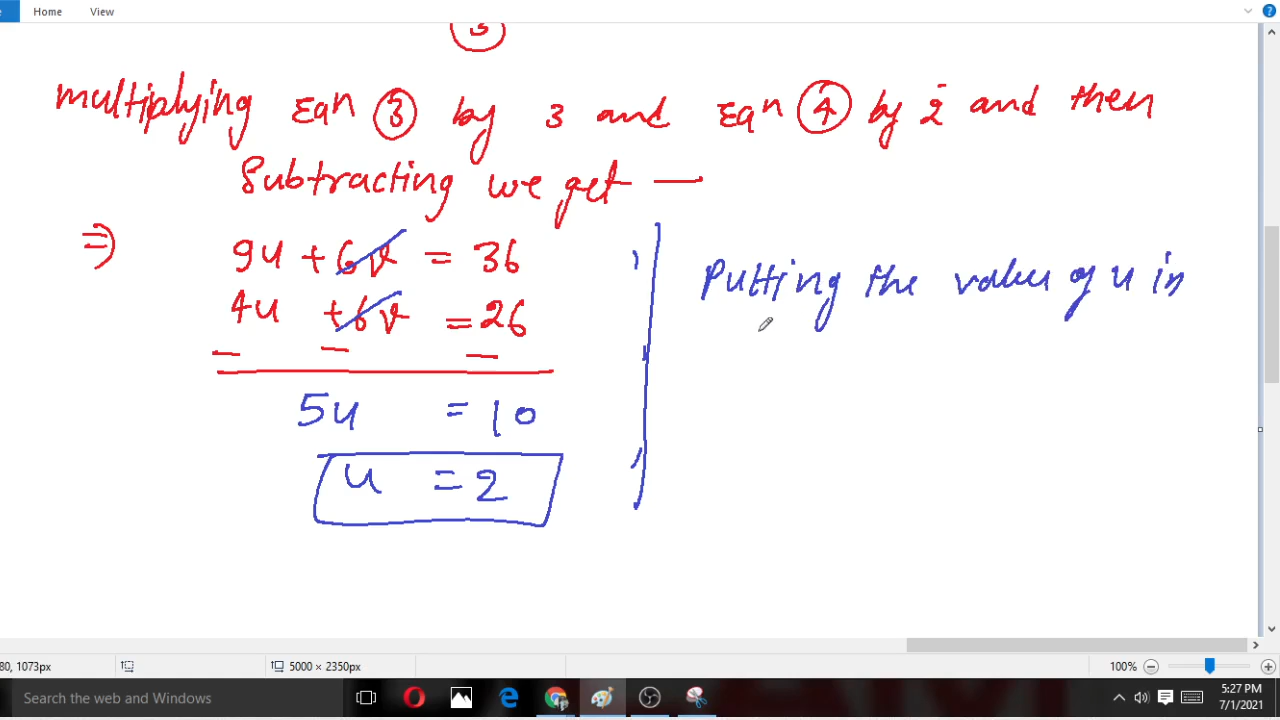 Home View
3
multiplying Eqn 3 by 3 and Eqn 4 by 2 and then
Subtracting we get —
⇒ 9u + 6v = 36
4u + 6v = 26
— — —
5u = 10
u = 2
Putting the value of u in
80, 1073px
5000 × 2350px
100%
Search the web and Windows
5:27 PM
7/1/2021